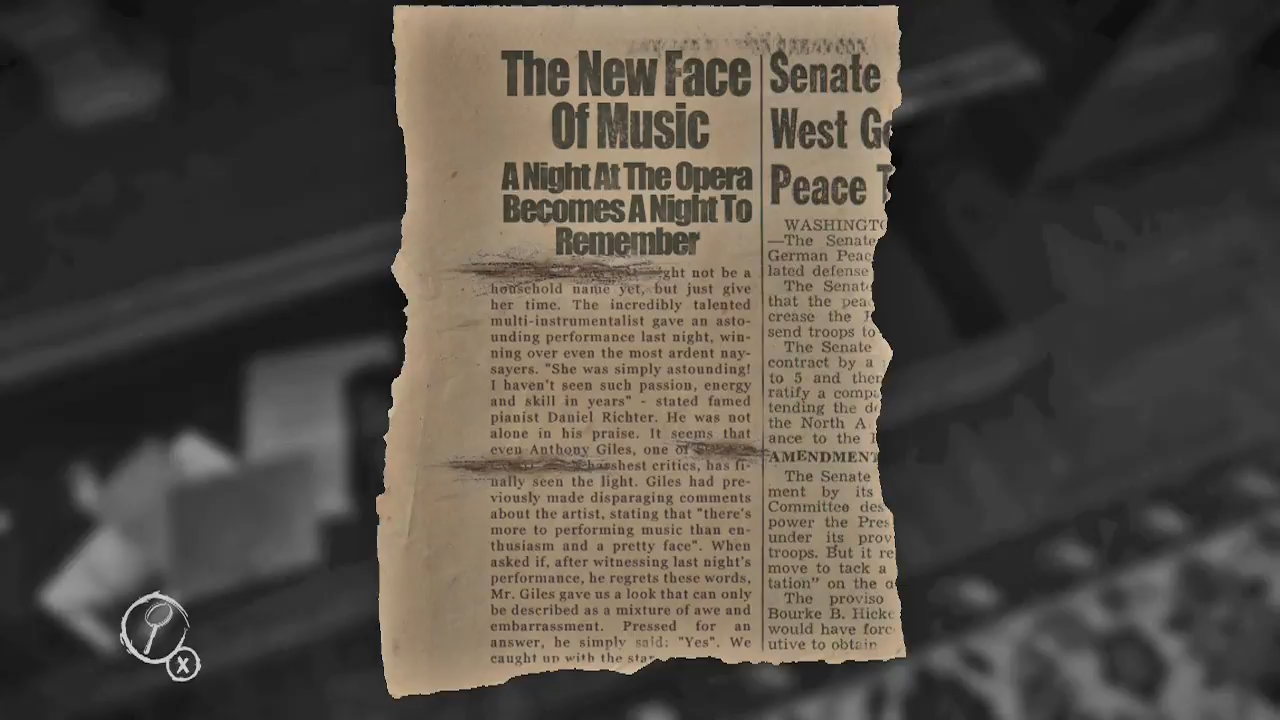 The New Face
Of Music
A Night At The Opera
Becomes A Night To
Remember
not be a
household name yet, but just give
her time. The incredibly talented
multi-instrumentalist gave an asto-
unding performance last night, win-
ning over even the most ardent nay-
sayers. "She was simply astounding!
I haven't seen such passion, energy
and skill in years" - stated famed
pianist Daniel Richter. He was not
alone in his praise. It seems that
even Anthony Giles, one of
harshest critics, has fi-
nally seen the light. Giles had pre-
viously made disparaging comments
about the artist, stating that "there's
more to performing music than en-
thusiasm and a pretty face". When
asked if, after witnessing last night's
performance, he regrets these words,
Mr. Giles gave us a look that can only
be described as a mixture of awe and
embarrassment. Pressed for an
answer, he simply said: "Yes". We
caught up with the star
Senate
West Ge
Peace T
WASHINGTO
—The Senate
German Peac
lated defense
The Senate
that the peac
crease the
send troops to
The Senate
contract by a
to 5 and then
ratify a compa
tending the de
the North A
ance to the
AMENDMENT
The Senate
ment by its
Committee des
power the Pres
under its prov
troops. But it re
move to tack a
tation" on the a
The proviso
Bourke B. Hicke
would have forc
utive to obtain
X